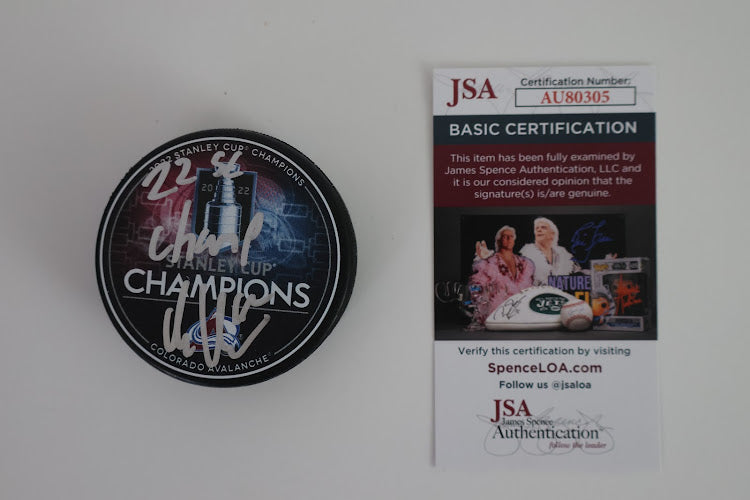 2022 STANLEY CUP® CHAMPIONS
22 SC
20 22
Champ
STANLEY CUP®
CHAMPIONS
COLORADO AVALANCHE®
JSA
Certification Number:
AU80305
BASIC CERTIFICATION
This item has been fully examined by
James Spence Authentication, LLC and
it is our considered opinion that the
signature(s) is/are genuine.
NATURE
JETS
Verify this certification by visiting
SpenceLOA.com
Follow us @jsaloa
JSA
James Spence
Authentication®
follow the leader